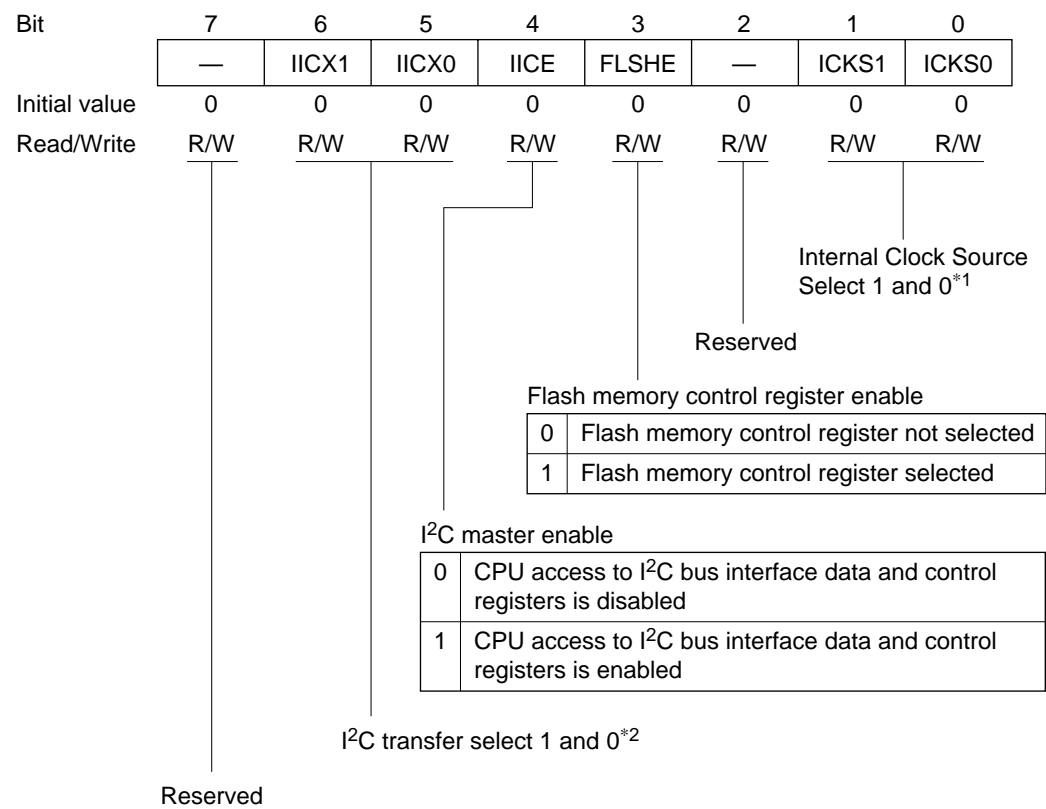 Bit 7 6 5 4 3 2 1 0
— IICX1 IICX0 IICE FLSHE — ICKS1 ICKS0
Initial value 0 0 0 0 0 0 0 0
Read/Write R/W R/W R/W R/W R/W R/W R/W R/W
Internal Clock Source
Select 1 and 0*1
Reserved
Flash memory control register enable
0 Flash memory control register not selected
1 Flash memory control register selected
I2C master enable
0 CPU access to I2C bus interface data and control
registers is disabled
1 CPU access to I2C bus interface data and control
registers is enabled
I2C transfer select 1 and 0*2
Reserved